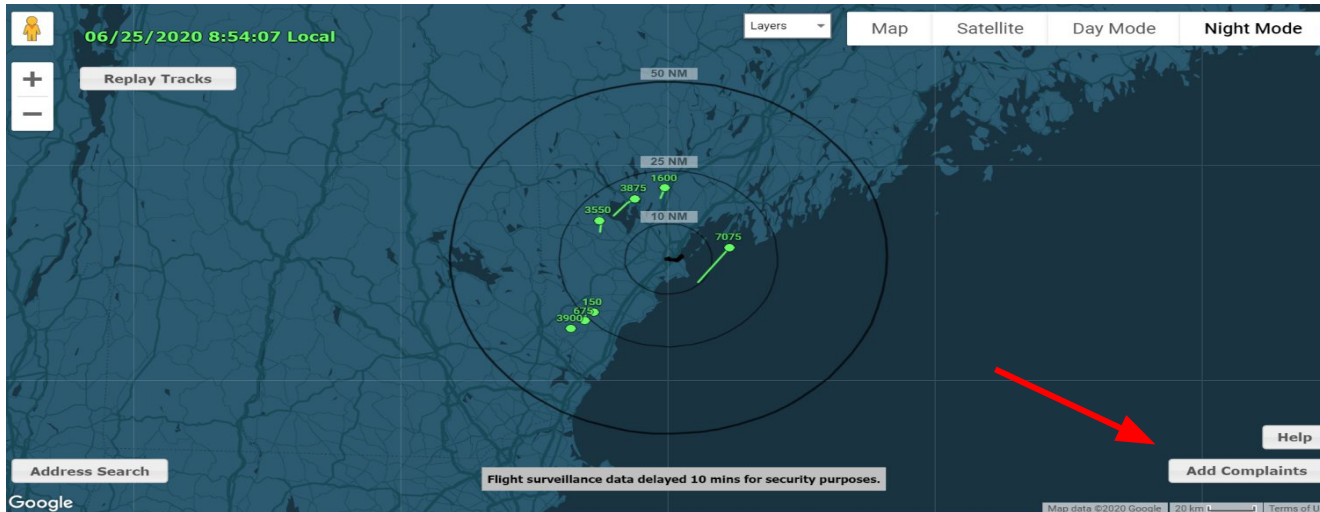 06/25/2020 8:54:07 Local
Layers
Map
Satellite
Day Mode
Night Mode
+
Replay Tracks
−
50 NM
25 NM
1600
3875
3550
10 NM
7075
150
675
3900
Help
Address Search
Add Complaints
Flight surveillance data delayed 10 mins for security purposes.
Google
Map data ©2020 Google
20 km
Terms of U